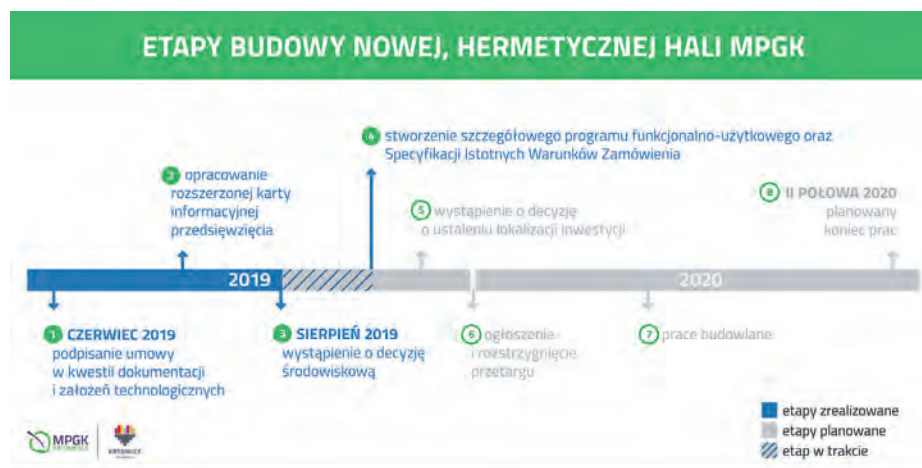 ETAPY BUDOWY NOWEJ, HERMETYCZNEJ HALI MPGK
4 stworzenie szczegółowego programu funkcjonalno-użytkowego oraz
Specyfikacji Istotnych Warunków Zamówienia
2 opracowanie
rozszerzonej karty
informacyjnej
przedsięwzięcia
5 wystąpienie o decyzję
o ustaleniu lokalizacji inwestycji
8 II POŁOWA 2020
planowany
koniec prac
2019
2020
1 CZERWIEC 2019
podpisanie umowy
w kwestii dokumentacji
i założeń technologicznych
3 SIERPIEŃ 2019
wystąpienie o decyzję
środowiskową
6 ogłoszenie
i rozstrzygnięcie
przetargu
7 prace budowlane
etapy zrealizowane
etapy planowane
etap w trakcie
MPGK
KATOWICE